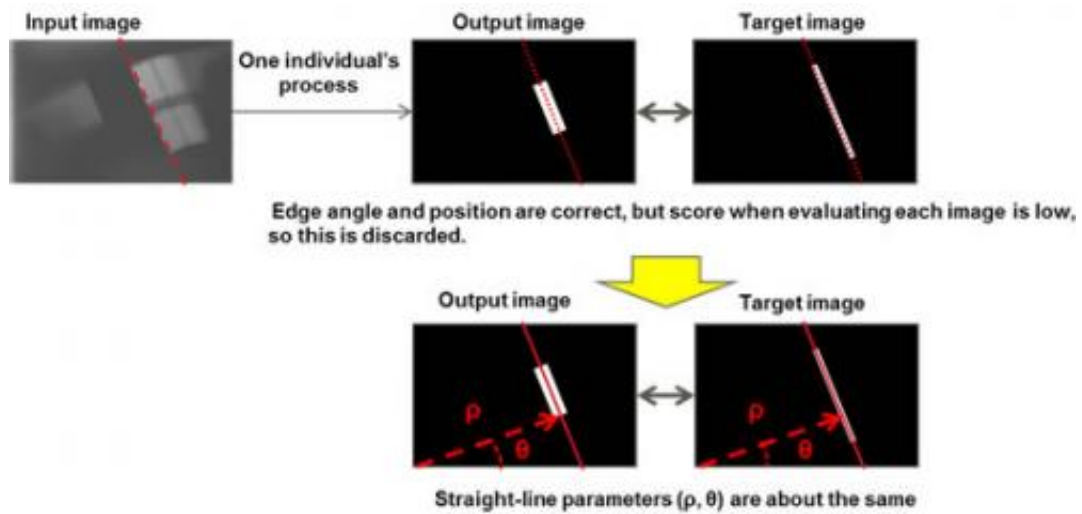 Input image
Output image
Target image
One individual's
process
Edge angle and position are correct, but score when evaluating each image is low,
so this is discarded.
Output image
Target image
ρ
θ
ρ
θ
Straight-line parameters (ρ, θ) are about the same